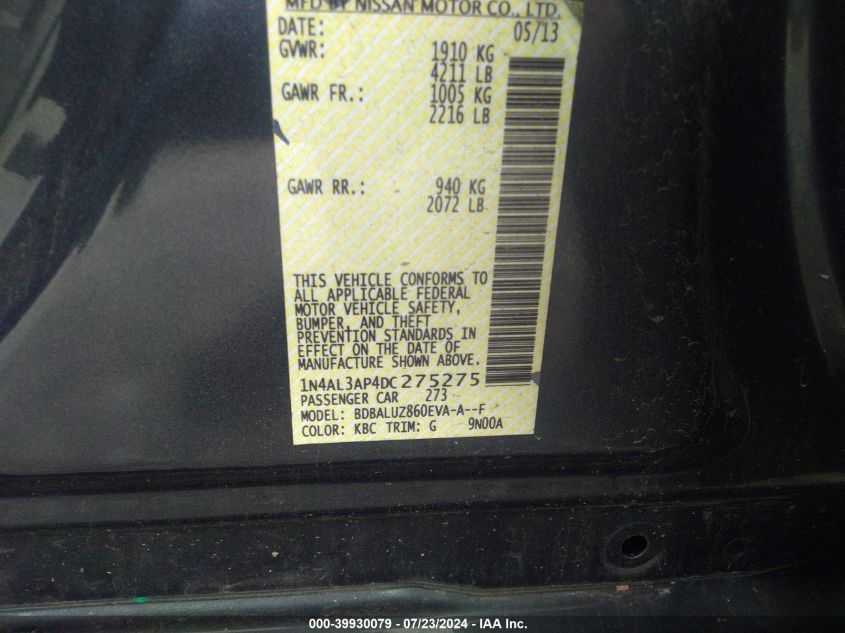 MFD BY NISSAN MOTOR CO., LTD.
DATE: 05/13
GVWR: 1910 KG
4211 LB
GAWR FR.: 1005 KG
2216 LB
GAWR RR.: 940 KG
2072 LB
THIS VEHICLE CONFORMS TO
ALL APPLICABLE FEDERAL
MOTOR VEHICLE SAFETY,
BUMPER, AND THEFT
PREVENTION STANDARDS IN
EFFECT ON THE DATE OF
MANUFACTURE SHOWN ABOVE.
1N4AL3AP4DC275275
PASSENGER CAR 273
MODEL: BDBALUZ860EVA-A--F
COLOR: KBC TRIM: G 9N00A
000-39930079 - 07/23/2024 - IAA Inc.